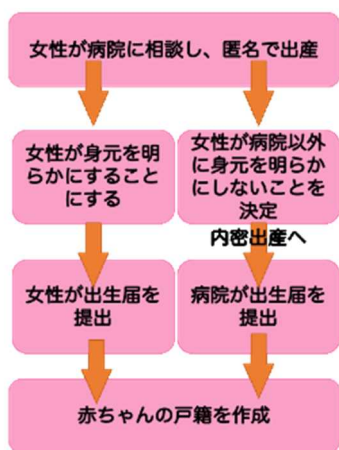 女性が病院に相談し、匿名で出産
女性が身元を明
らかにすること
にする
女性が病院以外
に身元を明らか
にしないことを
決定
内密出産へ
女性が出生届を
提出
病院が出生届を
提出
赤ちゃんの戸籍を作成